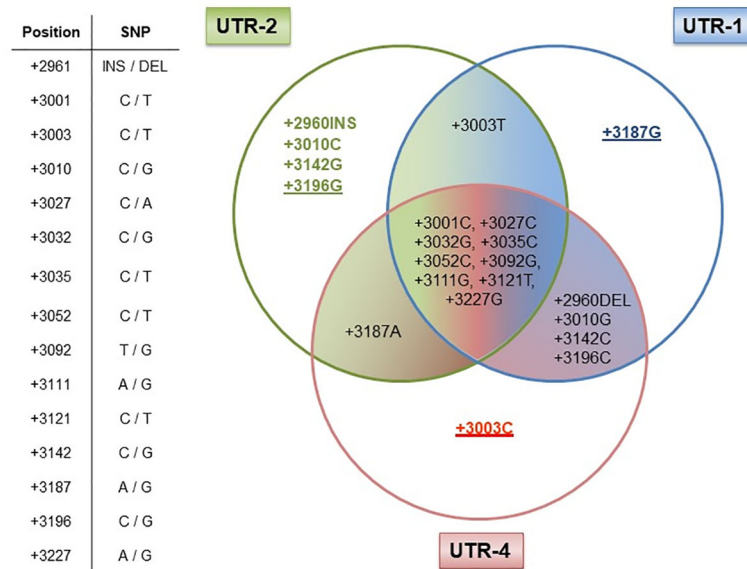 UTR-2
UTR-1
Position SNP
+2961 INS / DEL
+3001 C / T
+3003 C / T
+3010 C / G
+3027 C / A
+3032 C / G
+3035 C / T
+3052 C / T
+3092 T / G
+3111 A / G
+3121 C / T
+3142 C / G
+3187 A / G
+3196 C / G
+3227 A / G
+2960INS
+3010C
+3142G
+3196G
+3003T
+3187G
+3001C, +3027C
+3032G, +3035C
+3052C, +3092G,
+3111G, +3121T,
+3227G
+3187A
+2960DEL
+3010G
+3142C
+3196C
+3003C
UTR-4